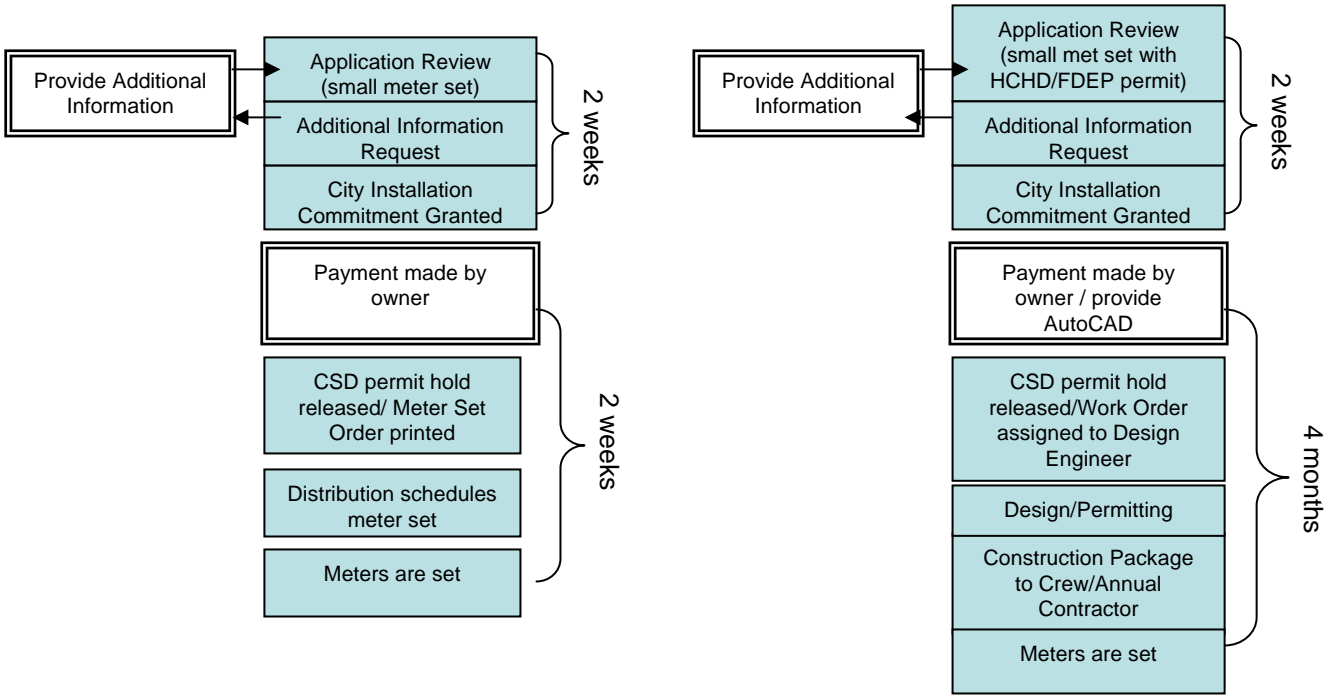 Provide Additional
Information
Application Review
(small meter set)
Additional Information
Request
City Installation
Commitment Granted
2 weeks
Payment made by
owner
CSD permit hold
released/ Meter Set
Order printed
Distribution schedules
meter set
Meters are set
2 weeks
Provide Additional
Information
Application Review
(small met set with
HCHD/FDEP permit)
Additional Information
Request
City Installation
Commitment Granted
2 weeks
Payment made by
owner / provide
AutoCAD
CSD permit hold
released/Work Order
assigned to Design
Engineer
Design/Permitting
Construction Package
to Crew/Annual
Contractor
Meters are set
4 months